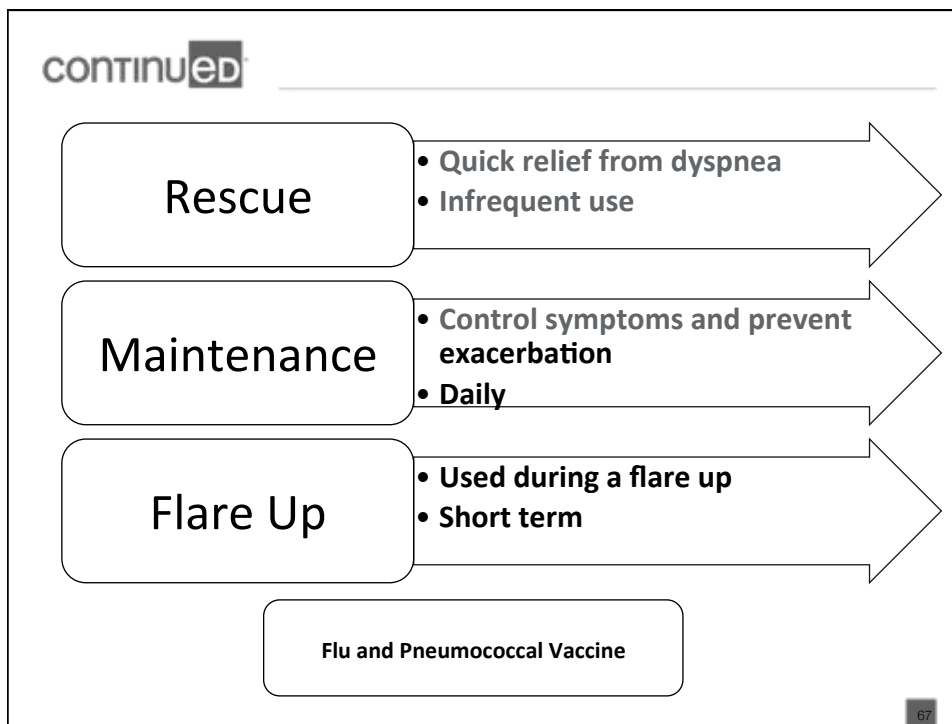 continued
Rescue
• Quick relief from dyspnea
• Infrequent use
Maintenance
• Control symptoms and prevent
exacerbation
• Daily
Flare Up
• Used during a flare up
• Short term
Flu and Pneumococcal Vaccine
67